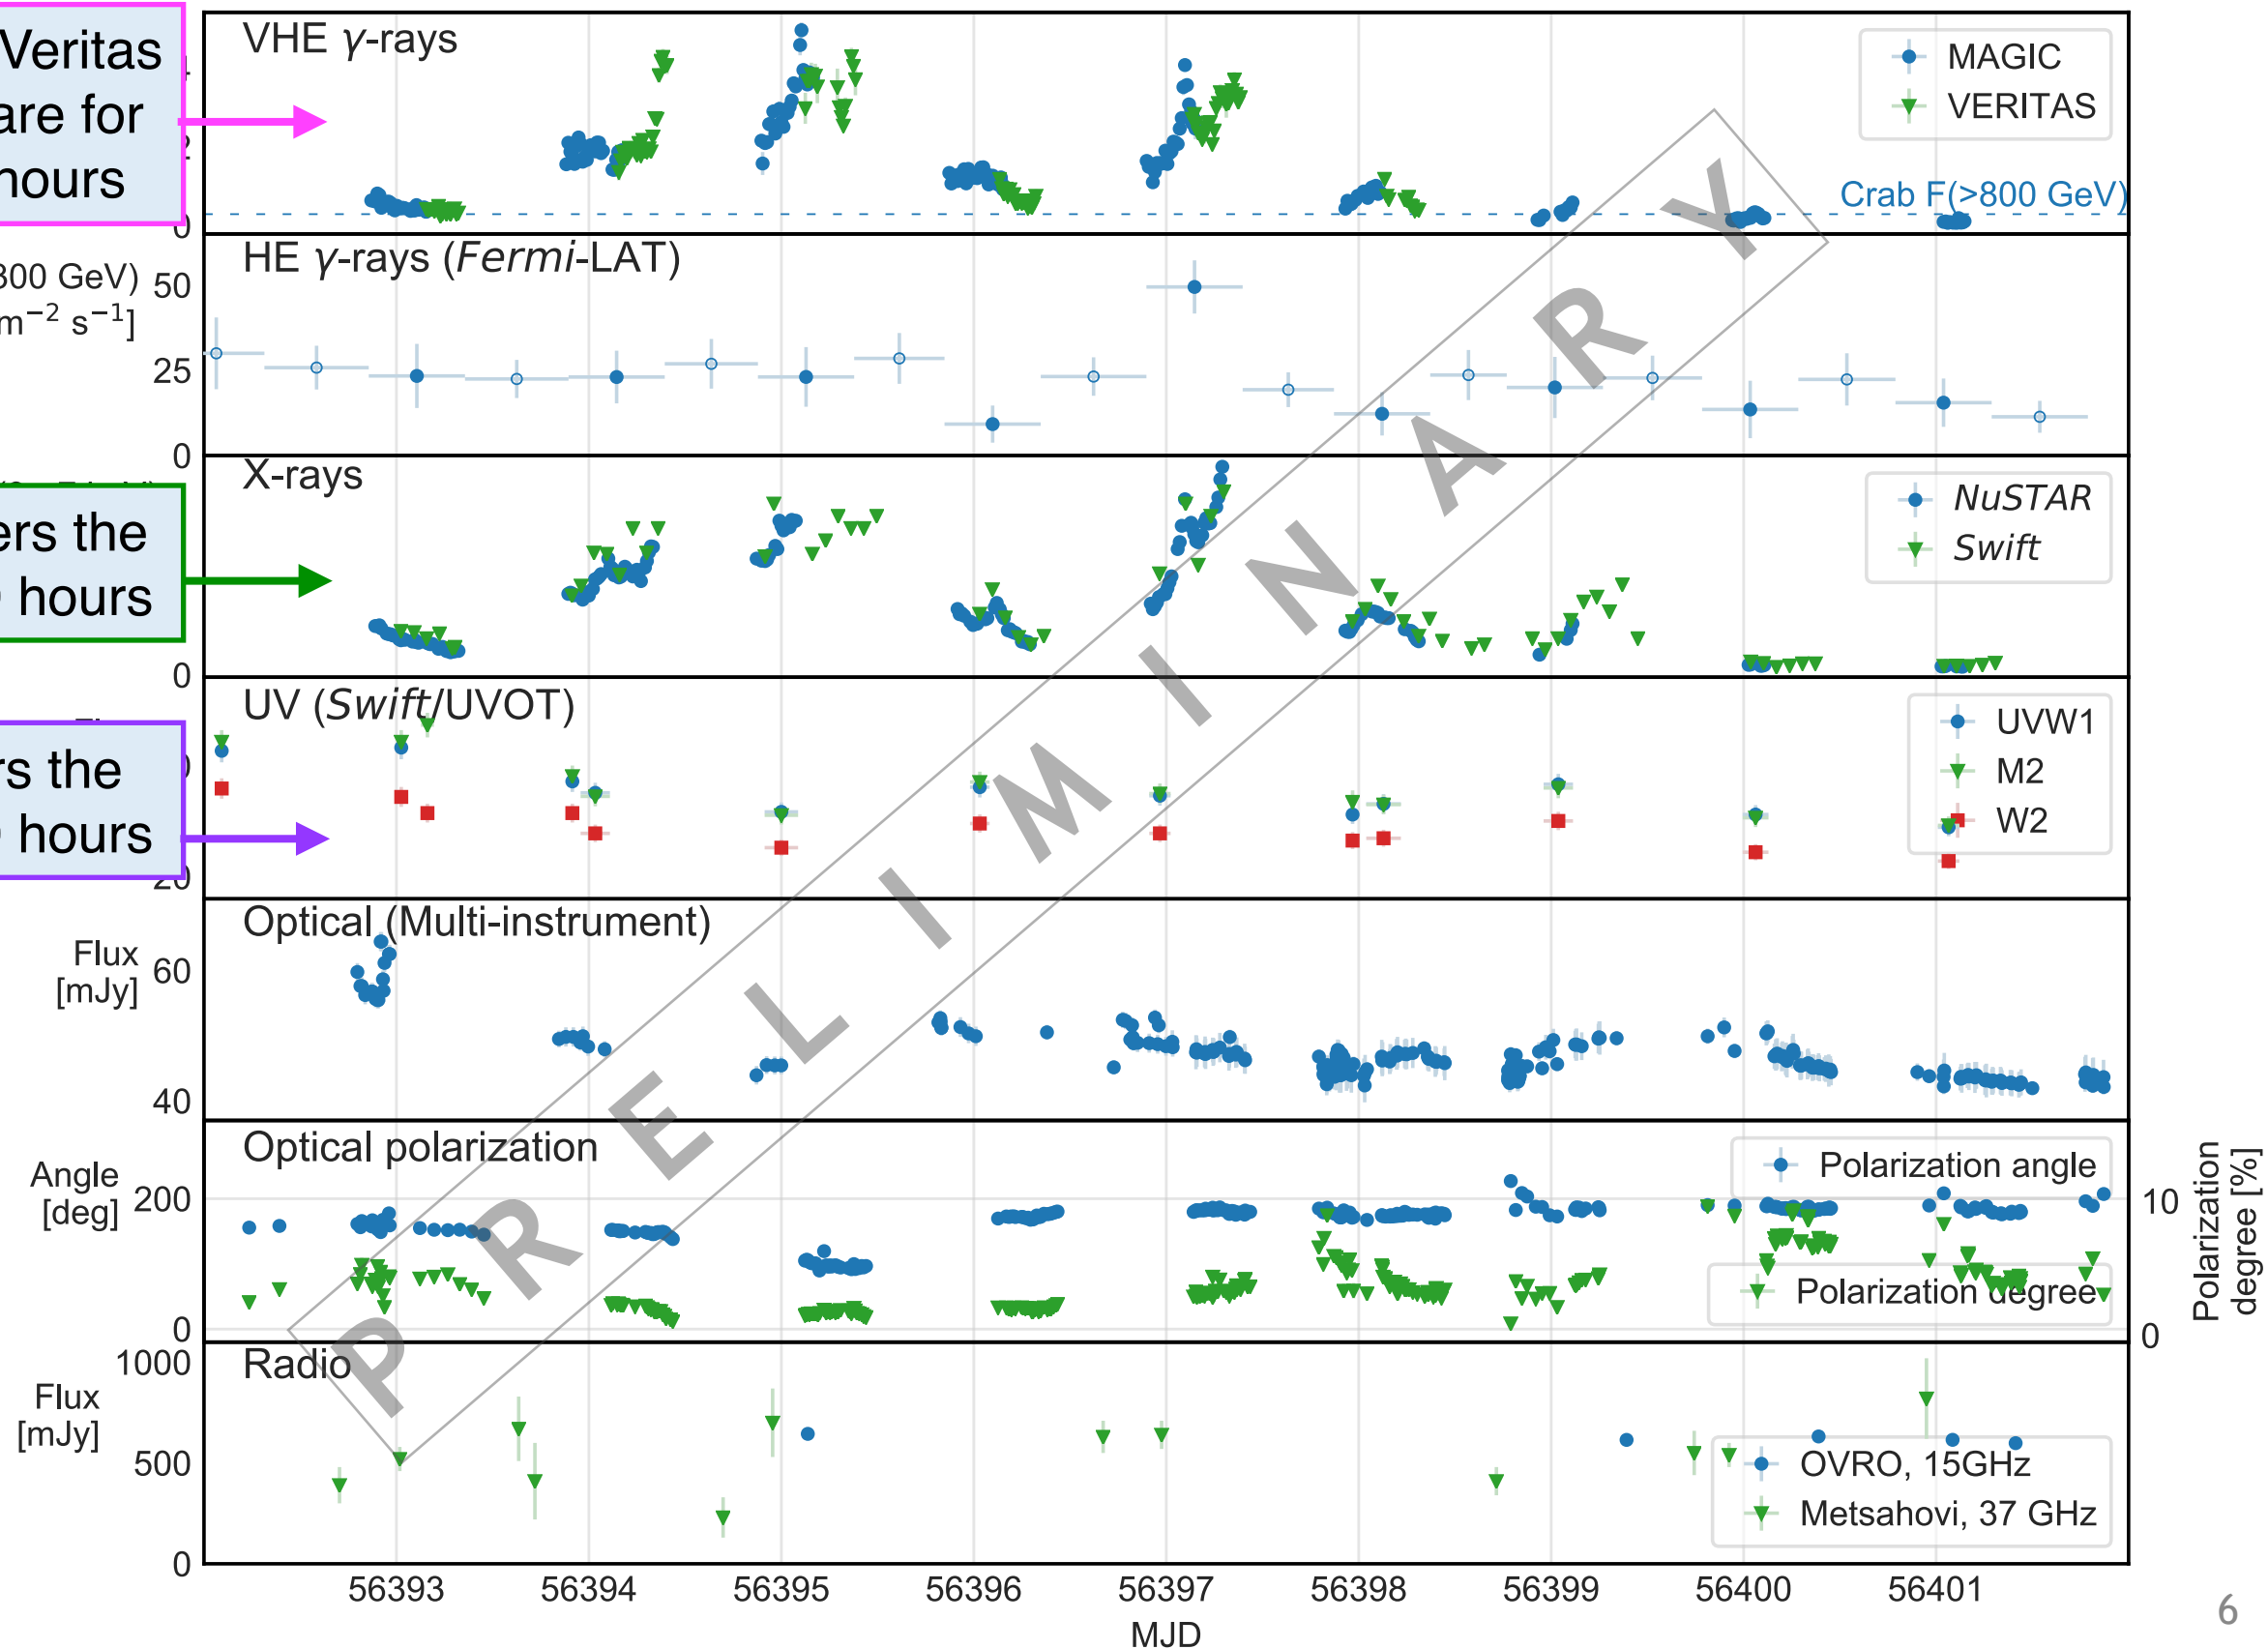 Veritas
are for
hours
VHE γ-rays
4
2
0
MAGIC
VERITAS
Crab F(>800 GeV)
HE γ-rays (Fermi-LAT)
800 GeV)
m⁻² s⁻¹]
50
25
0
X-rays
ers the
hours
0
NuSTAR
Swift
UV (Swift/UVOT)
rs the
hours
20
UVW1
M2
W2
Optical (Multi-instrument)
Flux
[mJy]
60
40
Optical polarization
Angle
[deg]
200
0
Polarization angle
Polarization degree
10
0
Polarization
degree [%]
Radio
Flux
[mJy]
1000
500
0
OVRO, 15GHz
Metsahovi, 37 GHz
PRELIMINARY
56393 56394 56395 56396 56397 56398 56399 56400 56401
MJD
6